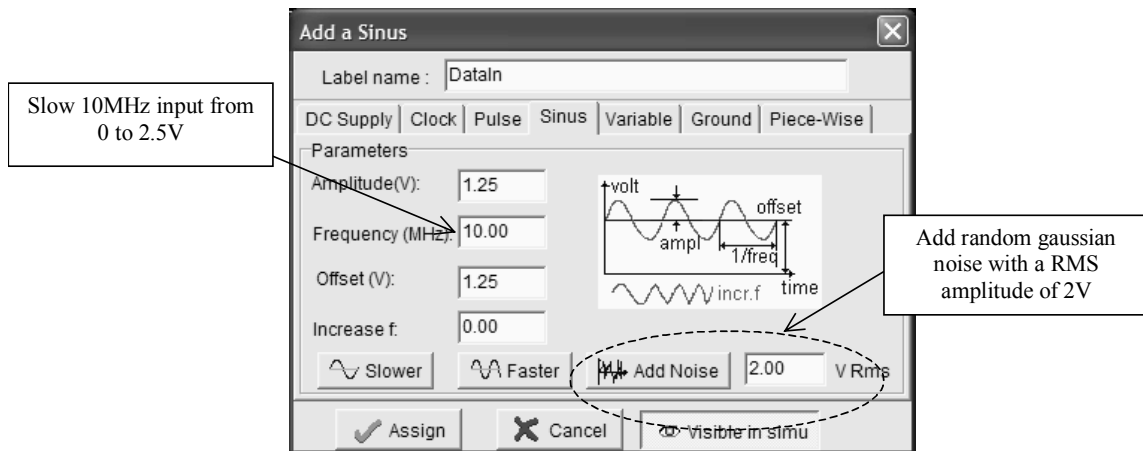 Add a Sinus
Label name : DataIn
Slow 10MHz input from
0 to 2.5V
DC Supply Clock Pulse Sinus Variable Ground Piece-Wise
Parameters
Amplitude(V): 1.25
Frequency (MHz): 10.00
Offset (V): 1.25
Increase f: 0.00
volt
offset
ampl
1/freq
time
incr.f
Add random gaussian
noise with a RMS
amplitude of 2V
Slower Faster Add Noise 2.00 V Rms
Assign Cancel Visible in simu